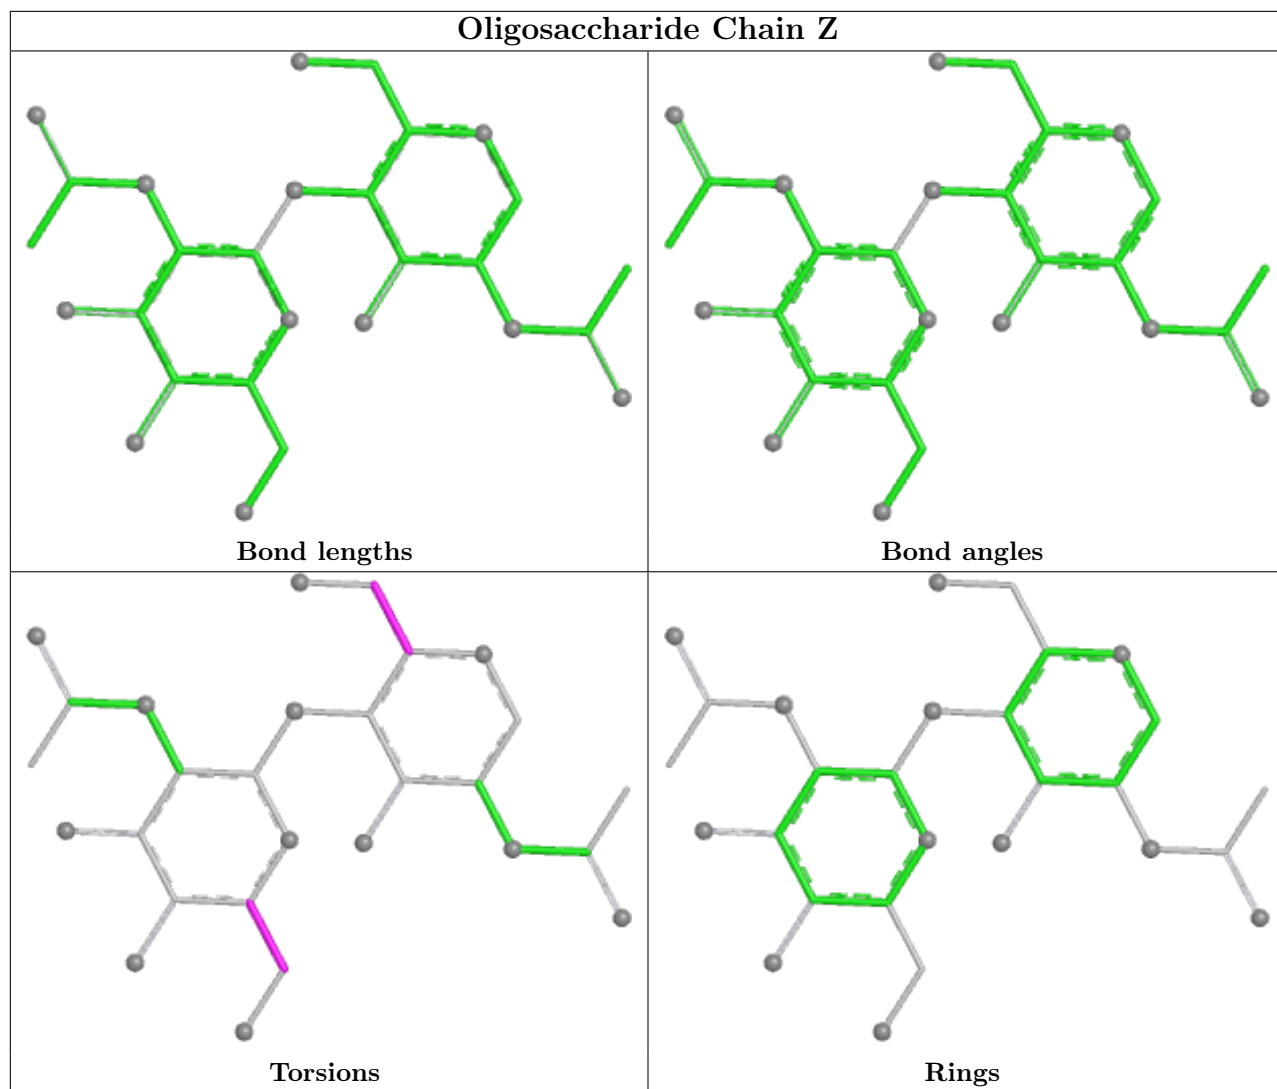 Oligosaccharide Chain Z
Bond lengths
Bond angles
Torsions
Rings